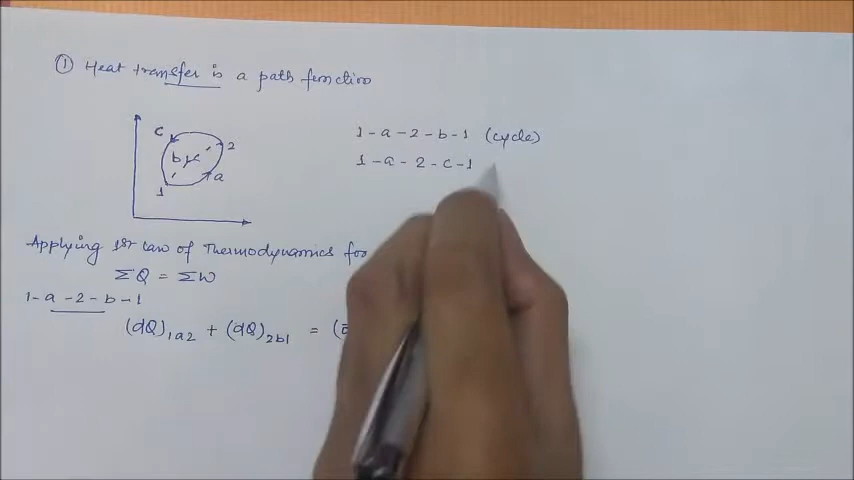 ① Heat transfer is a path function
1-a-2-b-1 (cycle)
1-a-2-c-1
c
2
b
a
1
Applying 1st Law of Thermodynamics for
ΣQ = ΣW
1-a-2-b-1
(dQ)₁ₐ₂ + (dQ)₂b₁ = (